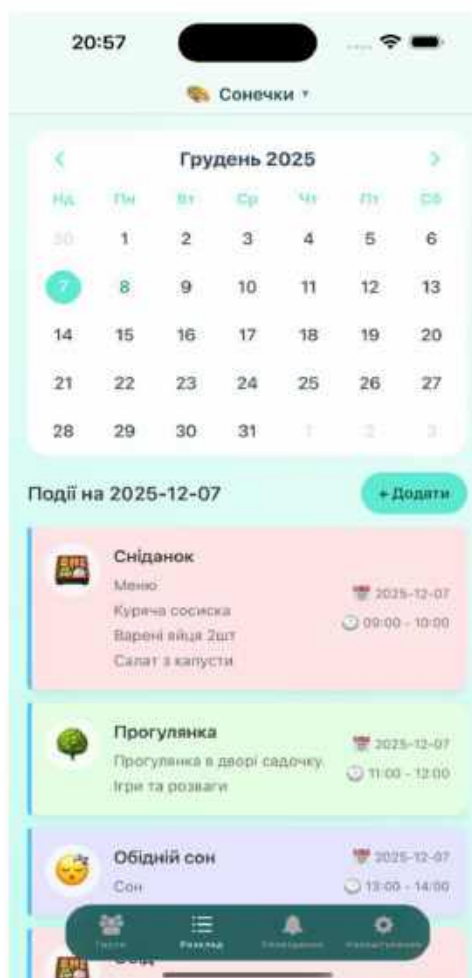 20:57
Сонечки
Грудень 2025
Нд Пн Вт Ср Чт Пт Сб
30 1 2 3 4 5 6
7 8 9 10 11 12 13
14 15 16 17 18 19 20
21 22 23 24 25 26 27
28 29 30 31 1 2 3
Події на 2025-12-07
+ Додати
Сніданок
Меню
Куряча сосиска
Варені яйця 2шт
Салат з капусти
2025-12-07
09:00 - 10:00
Прогулянка
Прогулянка в дворі садочку.
Ігри та розваги
2025-12-07
11:00 - 12:00
Обідній сон
Сон
2025-12-07
13:00 - 14:00
Розклад